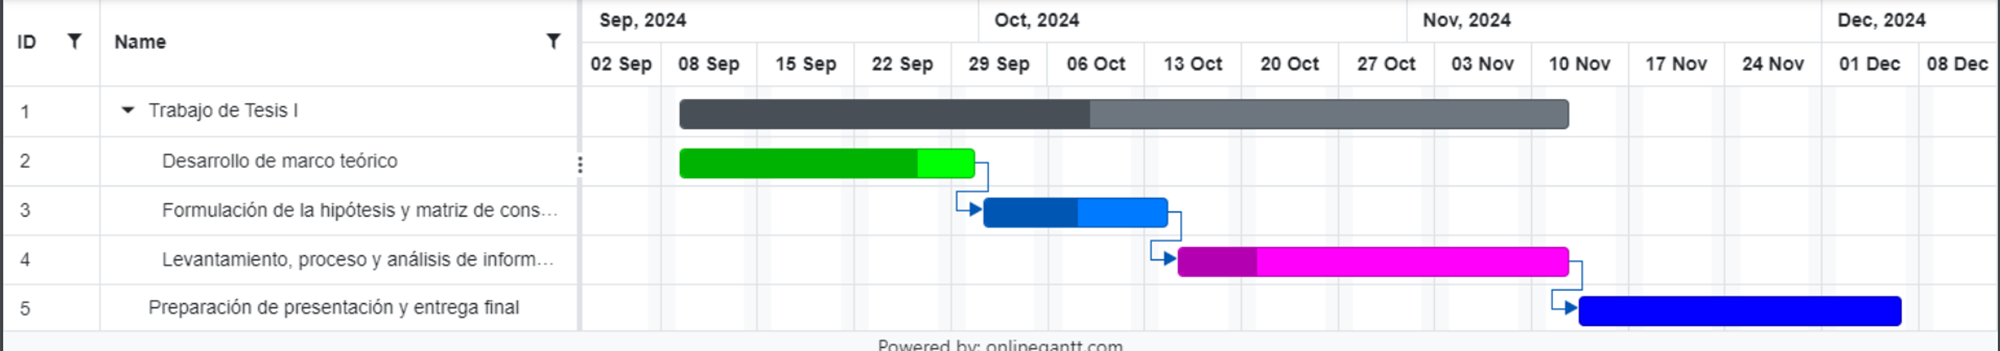 Sep, 2024 Oct, 2024 Nov, 2024 Dec, 2024
ID Name
02 Sep 08 Sep 15 Sep 22 Sep 29 Sep 06 Oct 13 Oct 20 Oct 27 Oct 03 Nov 10 Nov 17 Nov 24 Nov 01 Dec 08 Dec
1 Trabajo de Tesis I
2 Desarrollo de marco teórico
3 Formulación de la hipótesis y matriz de cons...
4 Levantamiento, proceso y análisis de inform...
5 Preparación de presentación y entrega final
Powered by: onlinegantt.com